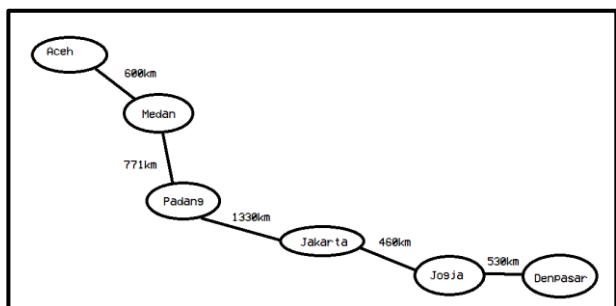 Aceh
600km
Medan
771km
Padang
1330km
Jakarta
460km
Jogja
530km
Denpasar